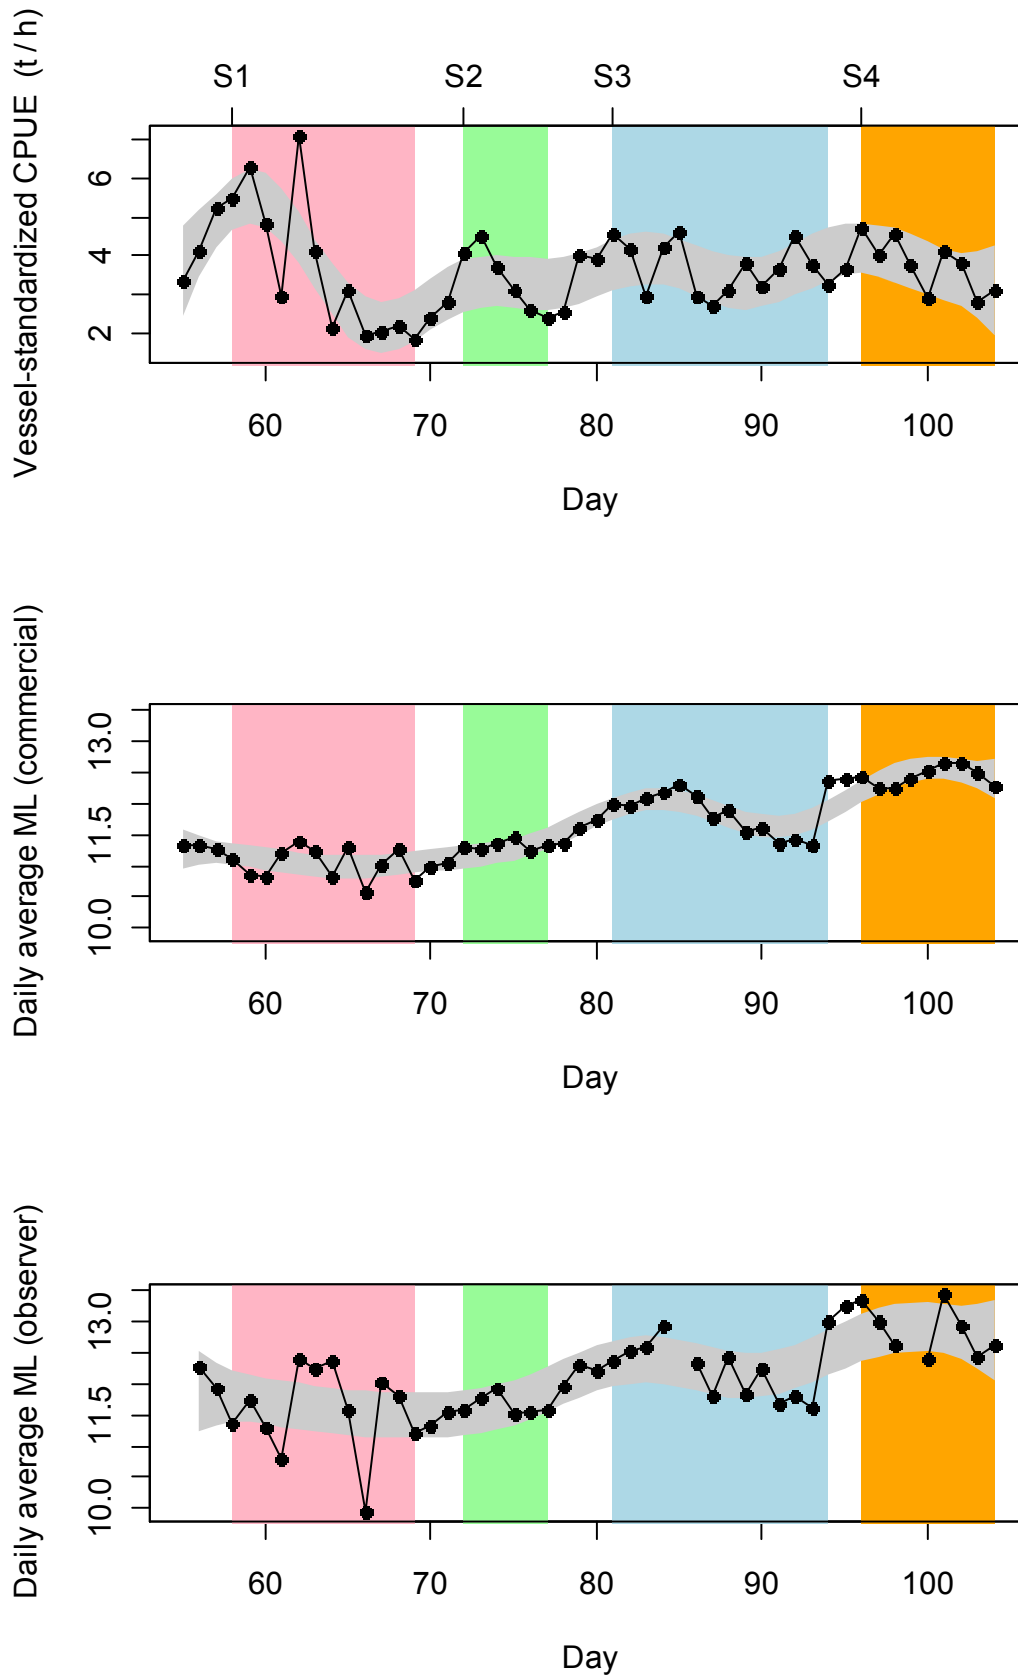 S1 S2 S3 S4
Vessel-standardized CPUE (t / h)
6
4
2
60 70 80 90 100
Day
Daily average ML (commercial)
13.0
11.5
10.0
60 70 80 90 100
Day
Daily average ML (observer)
13.0
11.5
10.0
60 70 80 90 100
Day